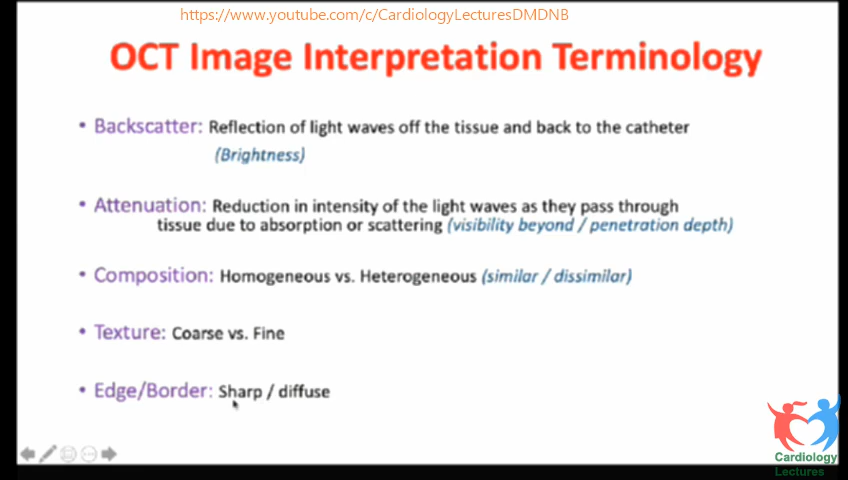 https://www.youtube.com/c/CardiologyLecturesDMDNB
OCT Image Interpretation Terminology
• Backscatter: Reflection of light waves off the tissue and back to the catheter
(Brightness)
• Attenuation: Reduction in intensity of the light waves as they pass through
tissue due to absorption or scattering (visibility beyond / penetration depth)
• Composition: Homogeneous vs. Heterogeneous (similar / dissimilar)
• Texture: Coarse vs. Fine
• Edge/Border: Sharp / diffuse
Cardiology
Lectures